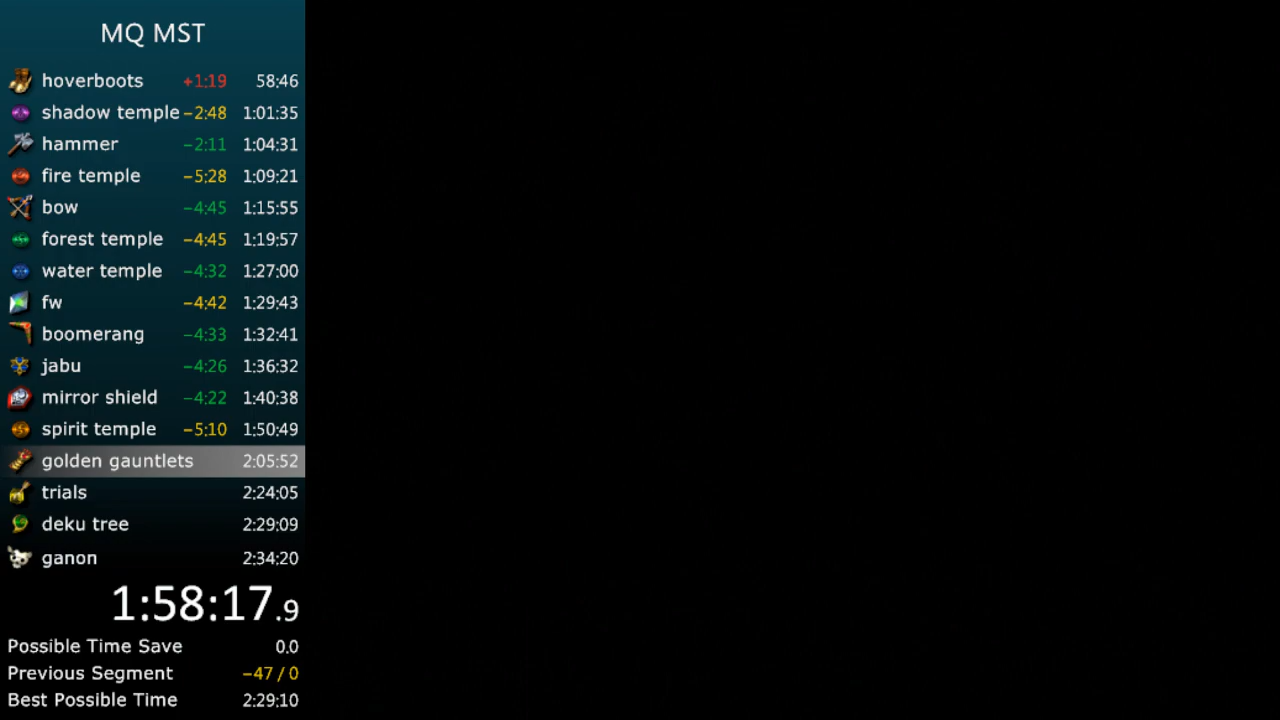 MQ MST
hoverboots +1:19 58:46
shadow temple -2:48 1:01:35
hammer -2:11 1:04:31
fire temple -5:28 1:09:21
bow -4:45 1:15:55
forest temple -4:45 1:19:57
water temple -4:32 1:27:00
fw -4:42 1:29:43
boomerang -4:33 1:32:41
jabu -4:26 1:36:32
mirror shield -4:22 1:40:38
spirit temple -5:10 1:50:49
golden gauntlets 2:05:52
trials 2:24:05
deku tree 2:29:09
ganon 2:34:20
1:58:17.9
Possible Time Save 0.0
Previous Segment -47 / 0
Best Possible Time 2:29:10